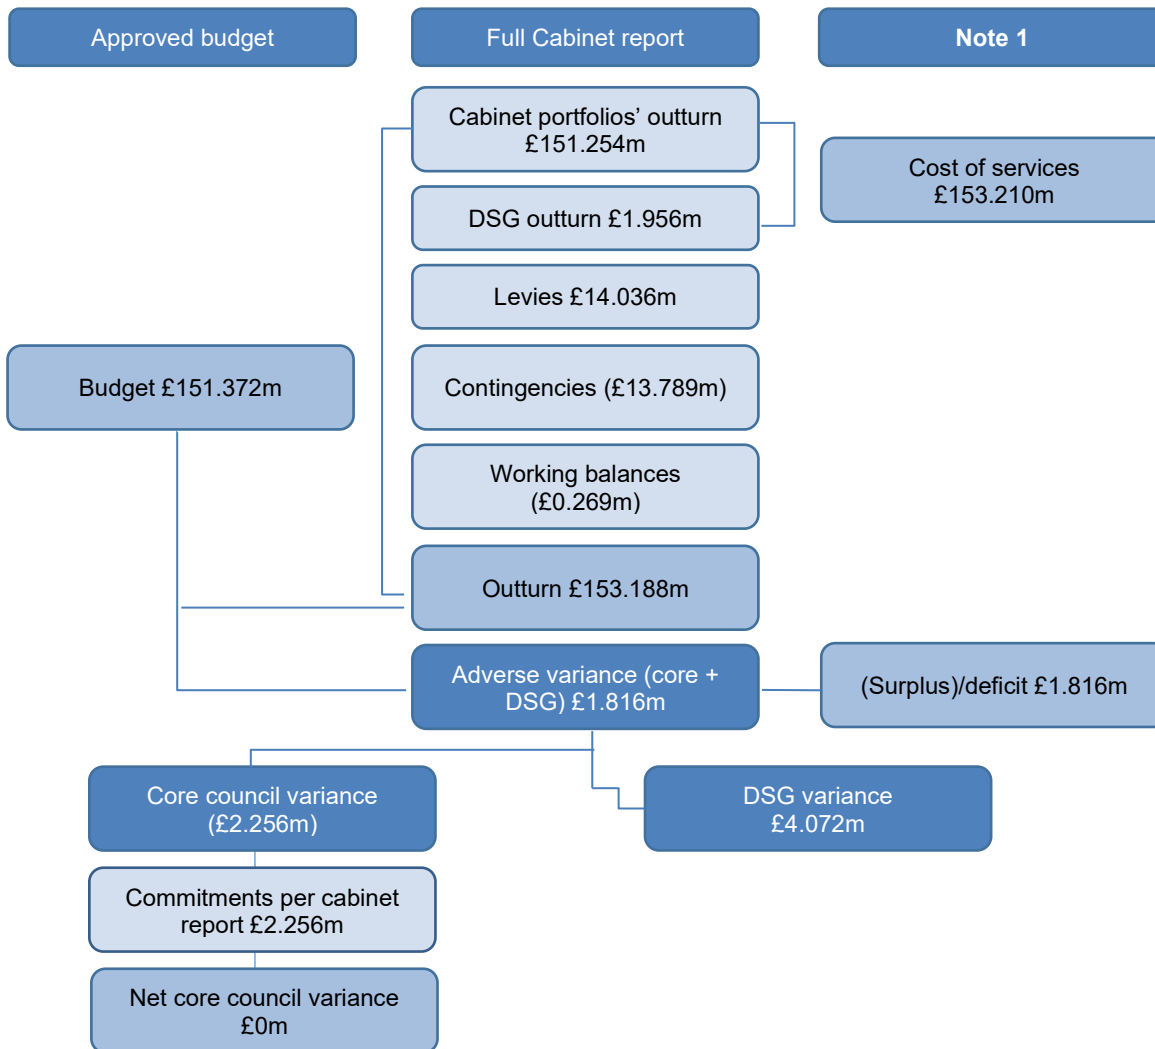 Approved budget
Full Cabinet report
Note 1
Cabinet portfolios’ outturn
£151.254m
Cost of services
£153.210m
DSG outturn £1.956m
Levies £14.036m
Budget £151.372m
Contingencies (£13.789m)
Working balances
(£0.269m)
Outturn £153.188m
Adverse variance (core +
DSG) £1.816m
(Surplus)/deficit £1.816m
Core council variance
(£2.256m)
DSG variance
£4.072m
Commitments per cabinet
report £2.256m
Net core council variance
£0m